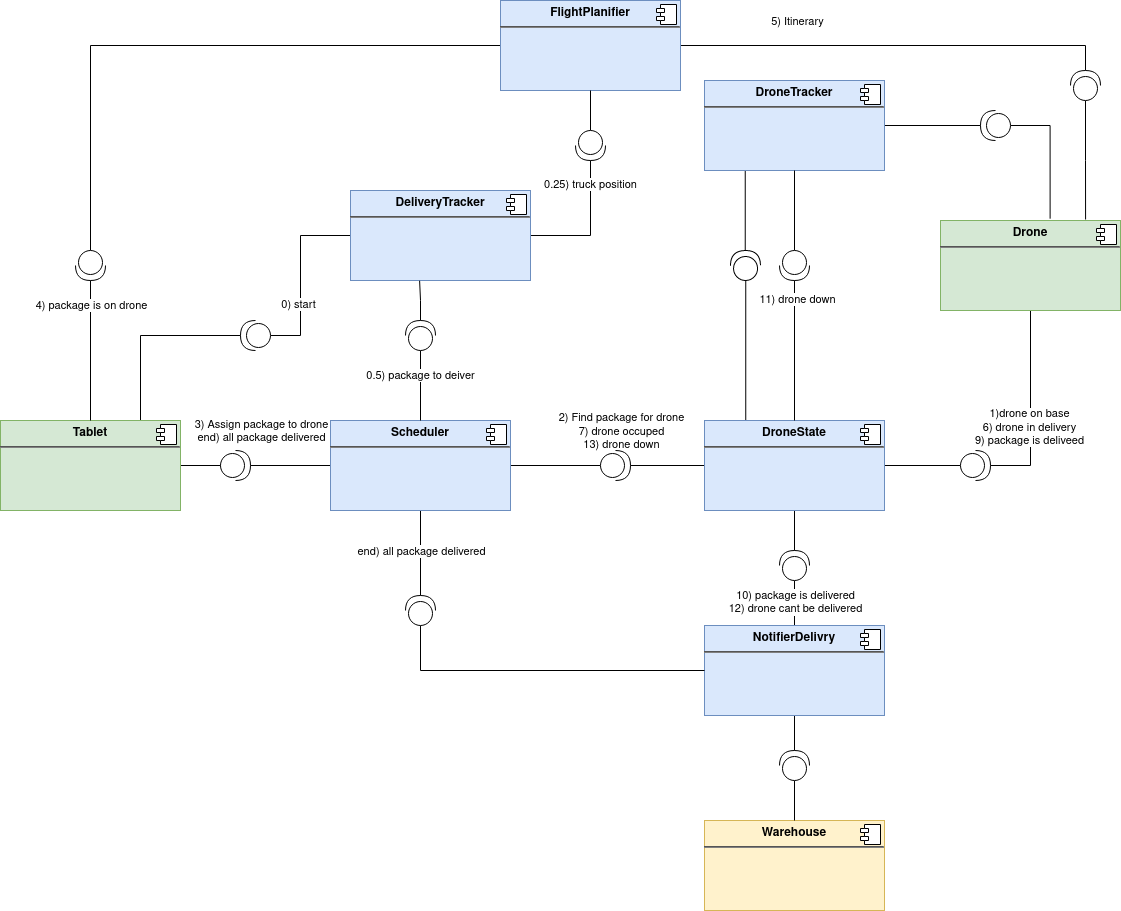 FlightPlanifier
5) Itinerary
DroneTracker
0.25) truck position
DeliveryTracker
Drone
4) package is on drone
0) start
11) drone down
0.5) package to deiver
Tablet
3) Assign package to drone
end) all package delivered
Scheduler
2) Find package for drone
7) drone occuped
13) drone down
DroneState
1)drone on base
6) drone in delivery
9) package is deliveed
end) all package delivered
10) package is delivered
12) drone cant be delivered
NotifierDelivry
Warehouse